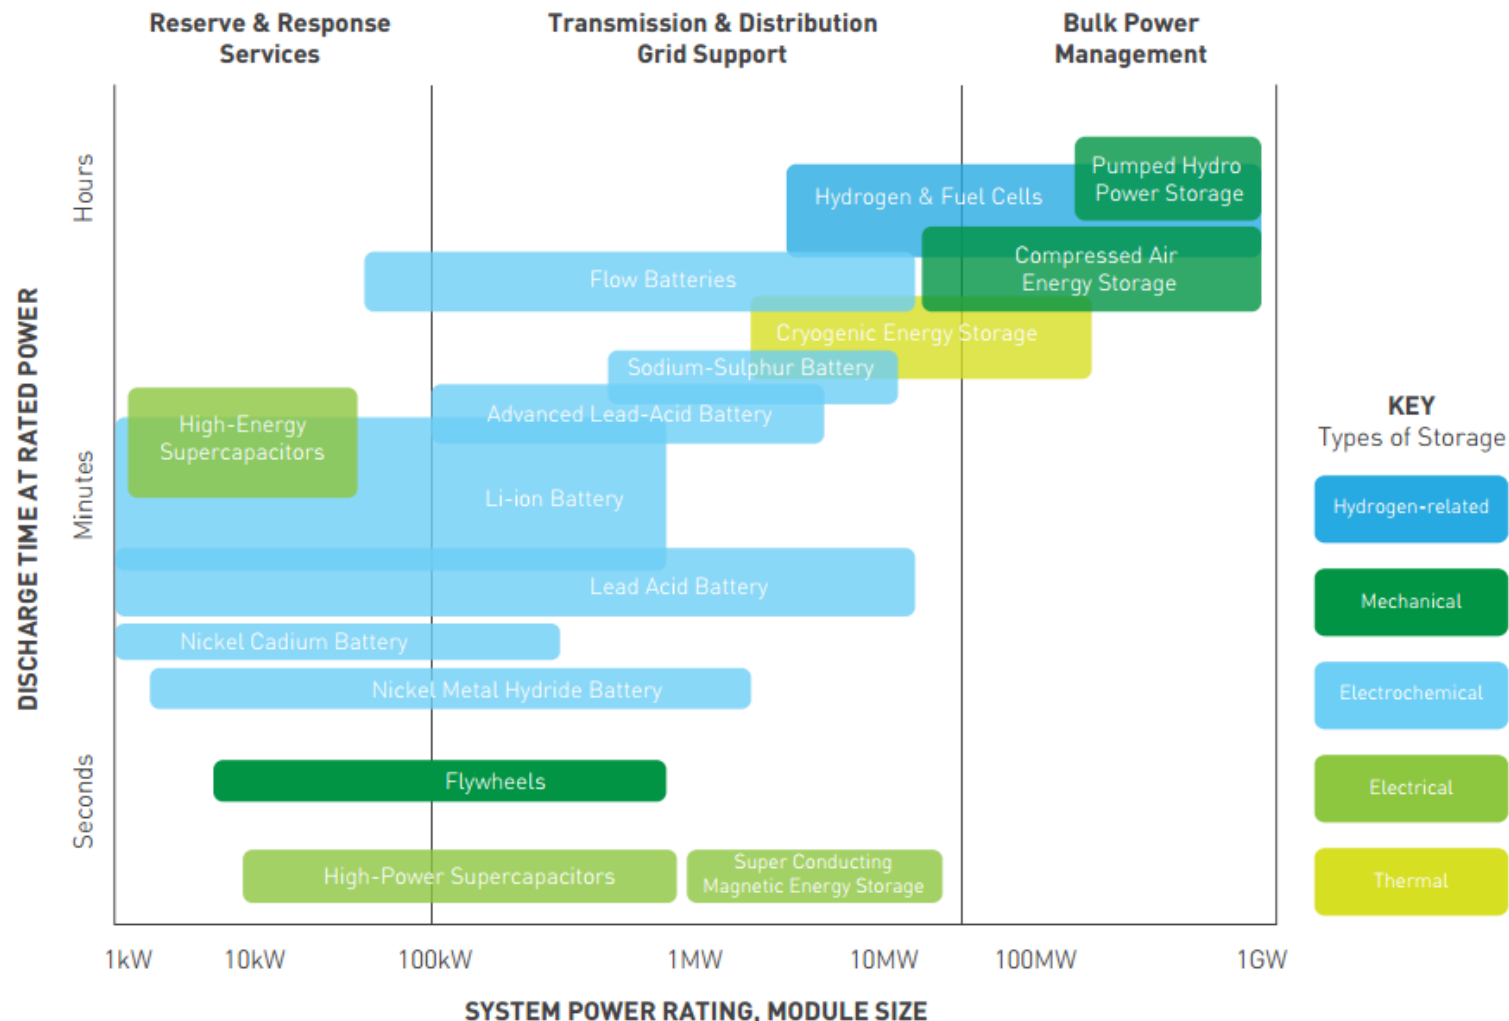 Reserve & Response
Services
Transmission & Distribution
Grid Support
Bulk Power
Management
DISCHARGE TIME AT RATED POWER
Hours
Minutes
Seconds
Pumped Hydro
Power Storage
Hydrogen & Fuel Cells
Compressed Air
Energy Storage
Flow Batteries
Cryogenic Energy Storage
Sodium-Sulphur Battery
Advanced Lead-Acid Battery
High-Energy
Supercapacitors
Li-ion Battery
Lead Acid Battery
Nickel Cadium Battery
Nickel Metal Hydride Battery
Flywheels
High-Power Supercapacitors
Super Conducting
Magnetic Energy Storage
1kW
10kW
100kW
1MW
10MW
100MW
1GW
SYSTEM POWER RATING, MODULE SIZE
KEY
Types of Storage
Hydrogen-related
Mechanical
Electrochemical
Electrical
Thermal